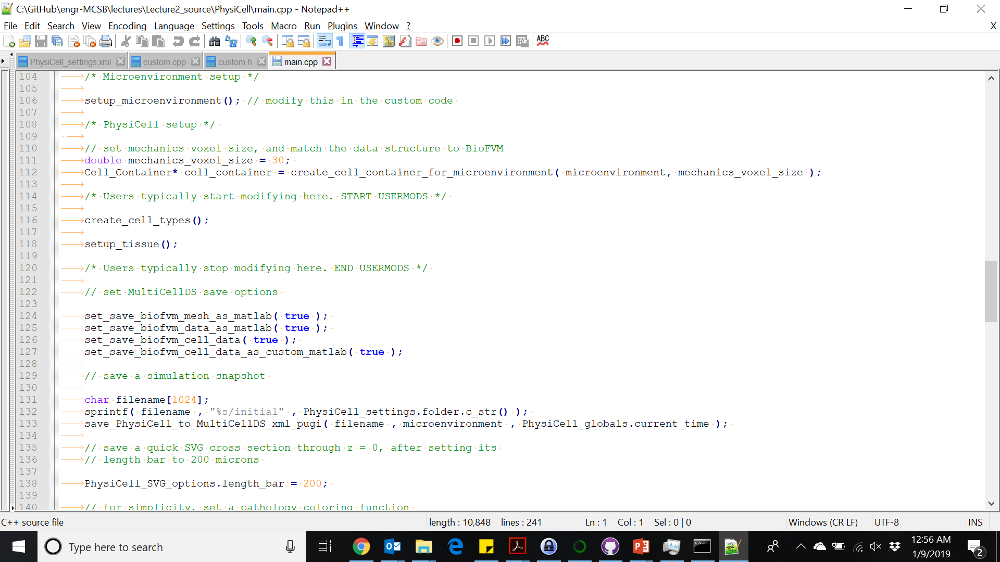 C:\GitHub\engr-MCSB\lectures\Lecture2_source\PhysiCell\main.cpp - Notepad++
File Edit Search View Encoding Language Settings Tools Macro Run Plugins Window ? X
ABC
PhysiCell_settings.xml custom.cpp custom.h main.cpp
104 /* Microenvironment setup */
105
106 setup_microenvironment(); // modify this in the custom code
107
108 /* PhysiCell setup */
109
110 // set mechanics voxel size, and match the data structure to BioFVM
111 double mechanics_voxel_size = 30;
112 Cell_Container* cell_container = create_cell_container_for_microenvironment( microenvironment, mechanics_voxel_size );
113
114 /* Users typically start modifying here. START USERMODS */
115
116 create_cell_types();
117
118 setup_tissue();
119
120 /* Users typically stop modifying here. END USERMODS */
121
122 // set MultiCellDS save options
123
124 set_save_biofvm_mesh_as_matlab( true );
125 set_save_biofvm_data_as_matlab( true );
126 set_save_biofvm_cell_data( true );
127 set_save_biofvm_cell_data_as_custom_matlab( true );
128
129 // save a simulation snapshot
130
131 char filename[1024];
132 sprintf( filename , "%s/initial" , PhysiCell_settings.folder.c_str() );
133 save_PhysiCell_to_MultiCellDS_xml_pugi( filename , microenvironment , PhysiCell_globals.current_time );
134
135 // save a quick SVG cross section through z = 0, after setting its
136 // length bar to 200 microns
137
138 PhysiCell_SVG_options.length_bar = 200;
139
140 // for simplicity, set a pathology coloring function
C++ source file length : 10,848 lines : 241 Ln : 1 Col : 1 Sel : 0 | 0 Windows (CR LF) UTF-8 INS
Type here to search
12:56 AM
1/9/2019
2